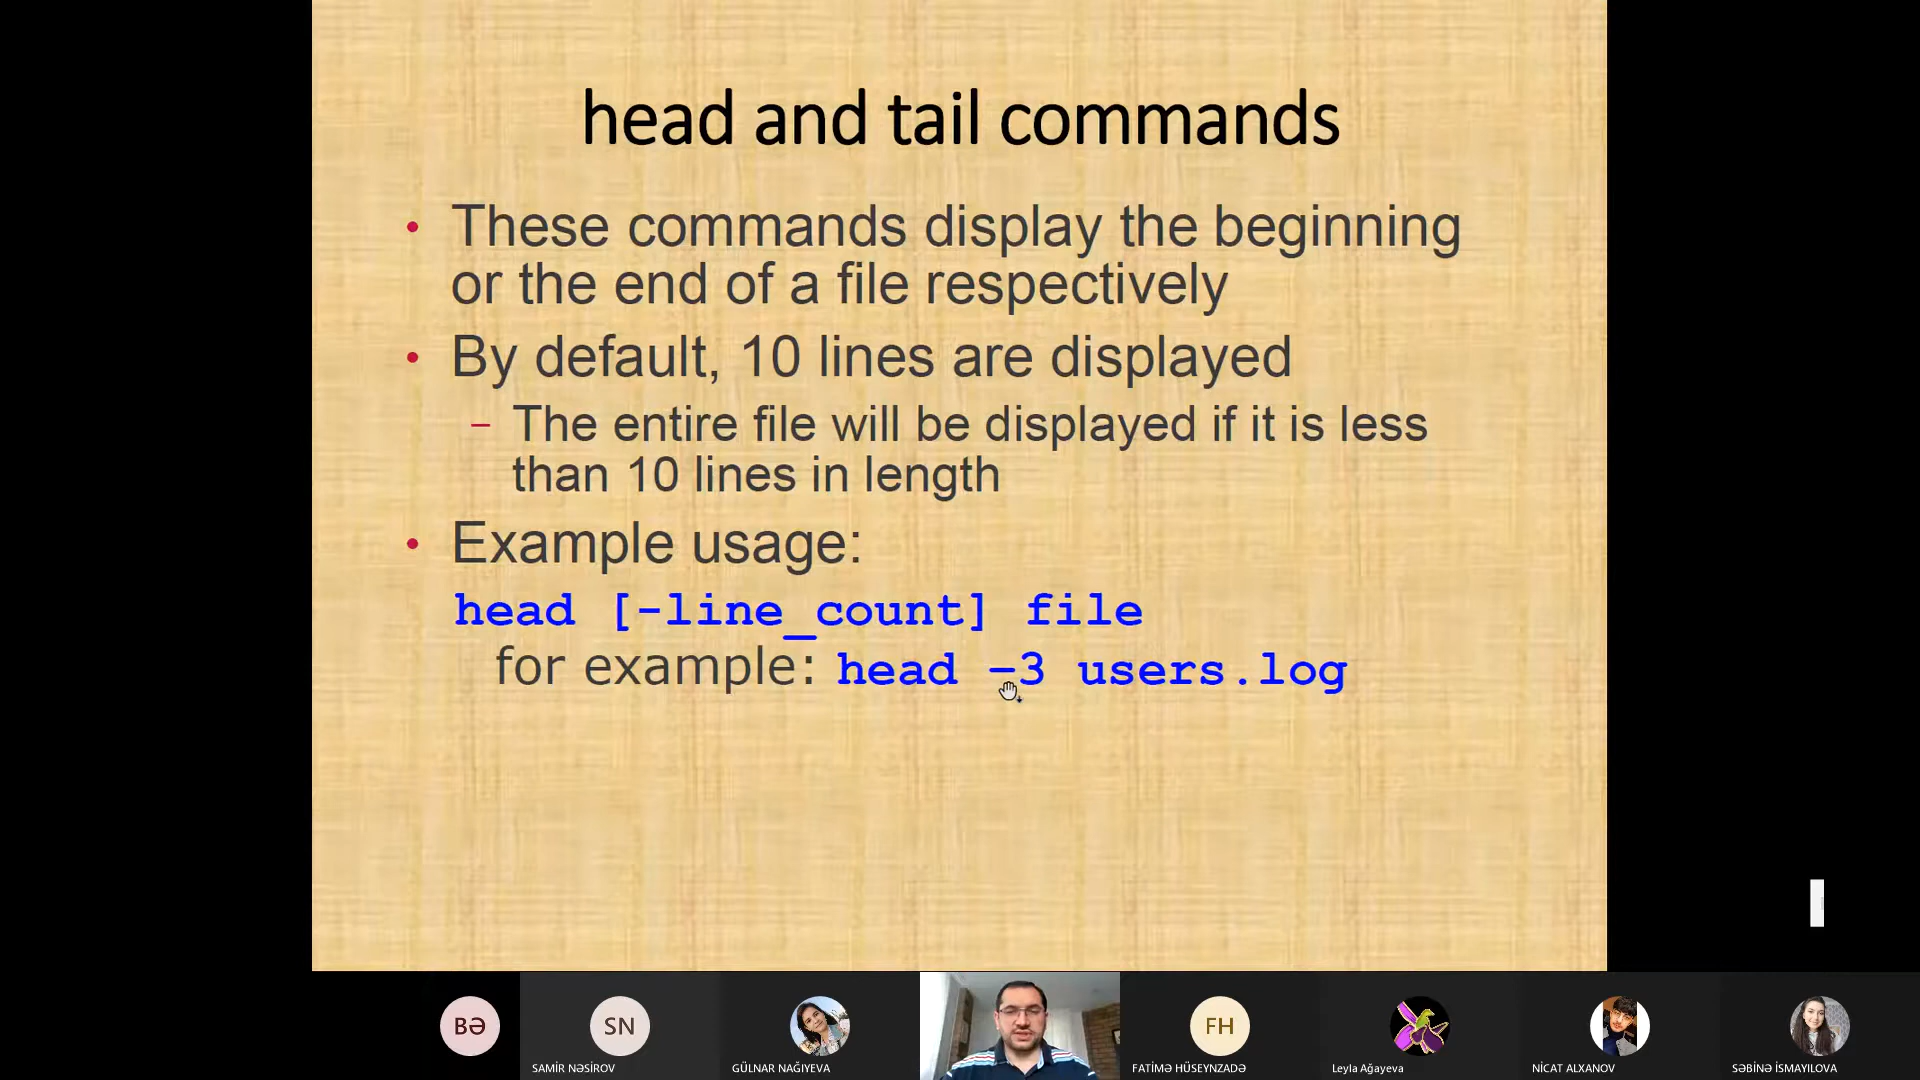 head and tail commands
• These commands display the beginning
or the end of a file respectively
• By default, 10 lines are displayed
– The entire file will be displayed if it is less
than 10 lines in length
• Example usage:
head [-line_count] file
for example: head –3 users.log
BƏ
SN
FH
SAMİR NƏSİROV
GÜLNAR NAĞIYEVA
FATİMƏ HÜSEYNZADƏ
Leyla Ağayeva
NİCAT ALXANOV
SƏBİNƏ İSMAYILOVA